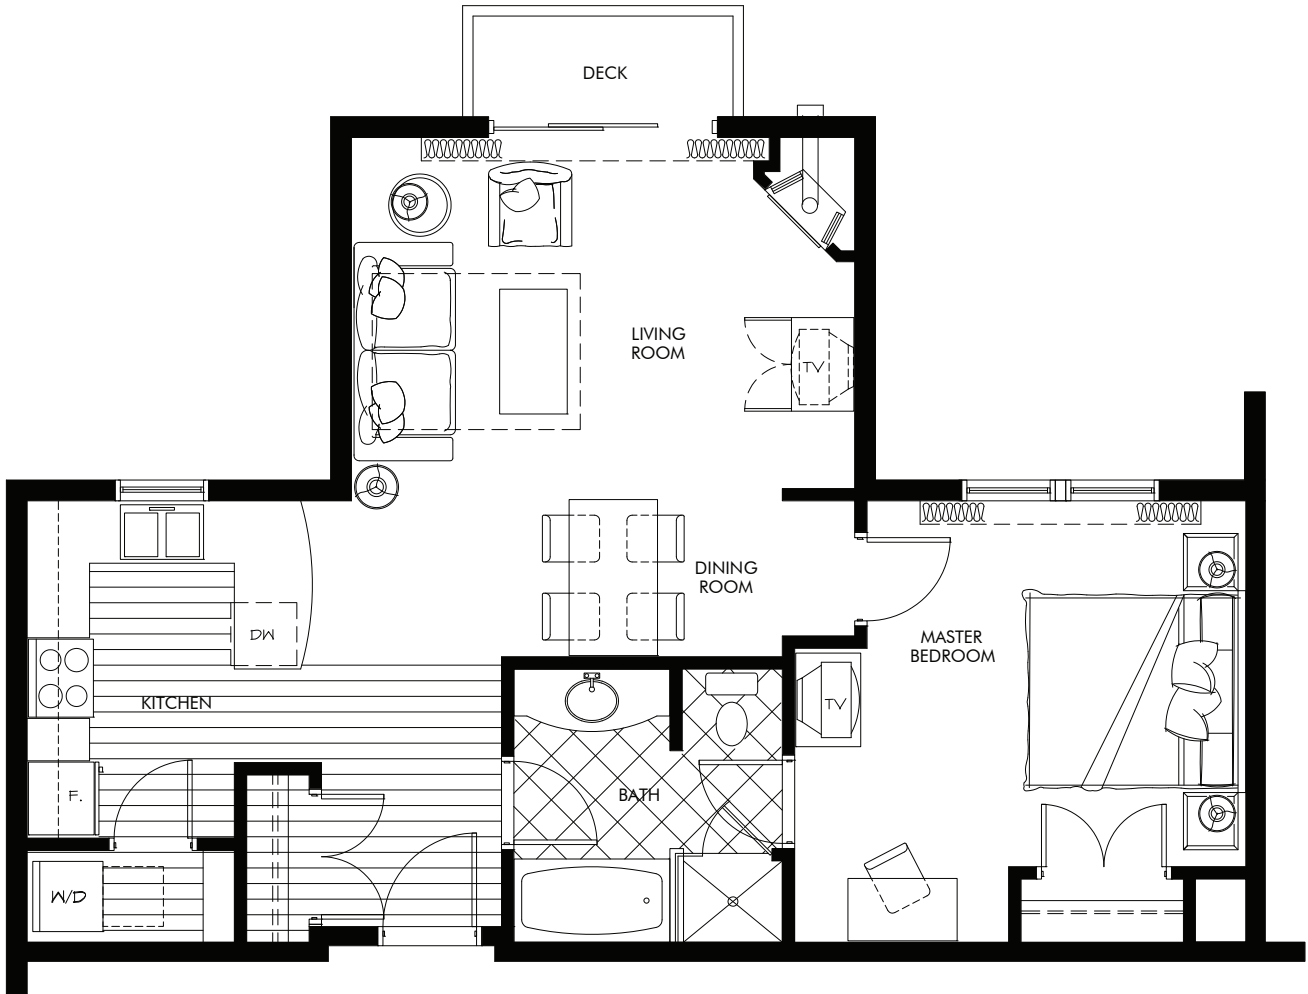 DECK
LIVING
ROOM
TV
DINING
ROOM
DW
MASTER
BEDROOM
KITCHEN
TV
F.
BATH
W/D